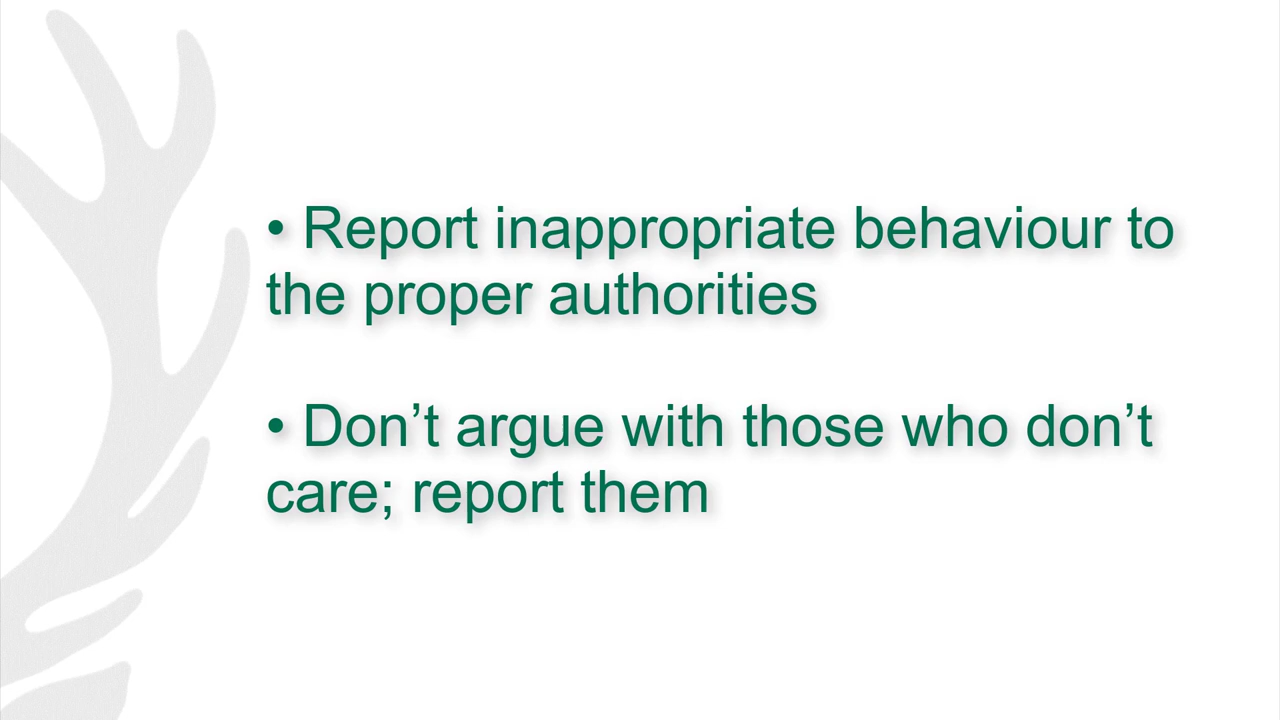 • Report inappropriate behaviour to
the proper authorities
• Don’t argue with those who don’t
care; report them